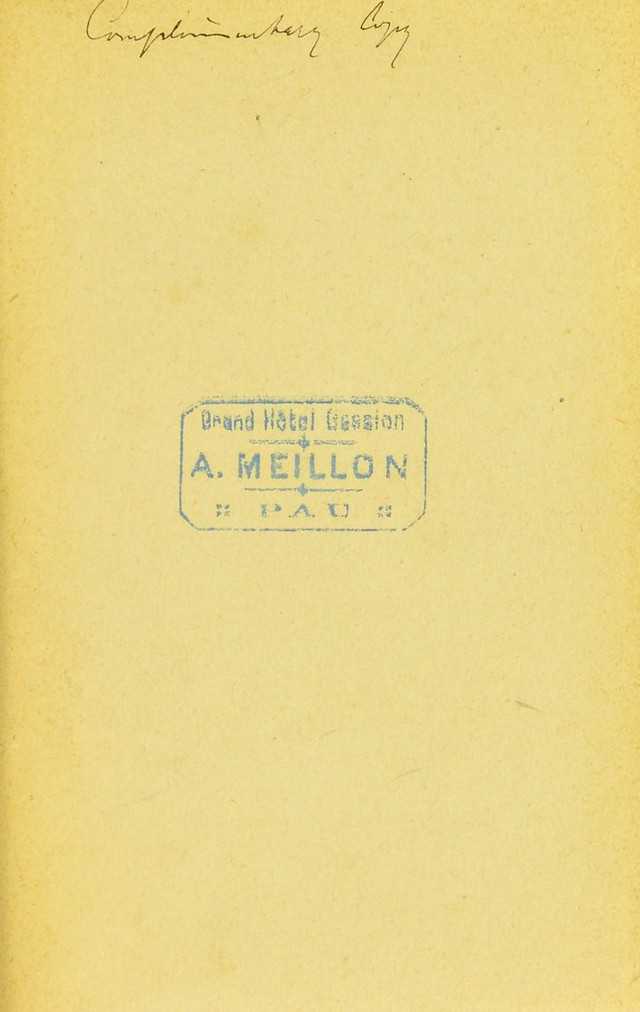 Complimentary Copy
Grand Hôtel Gassion
A. MEILLON
PAU